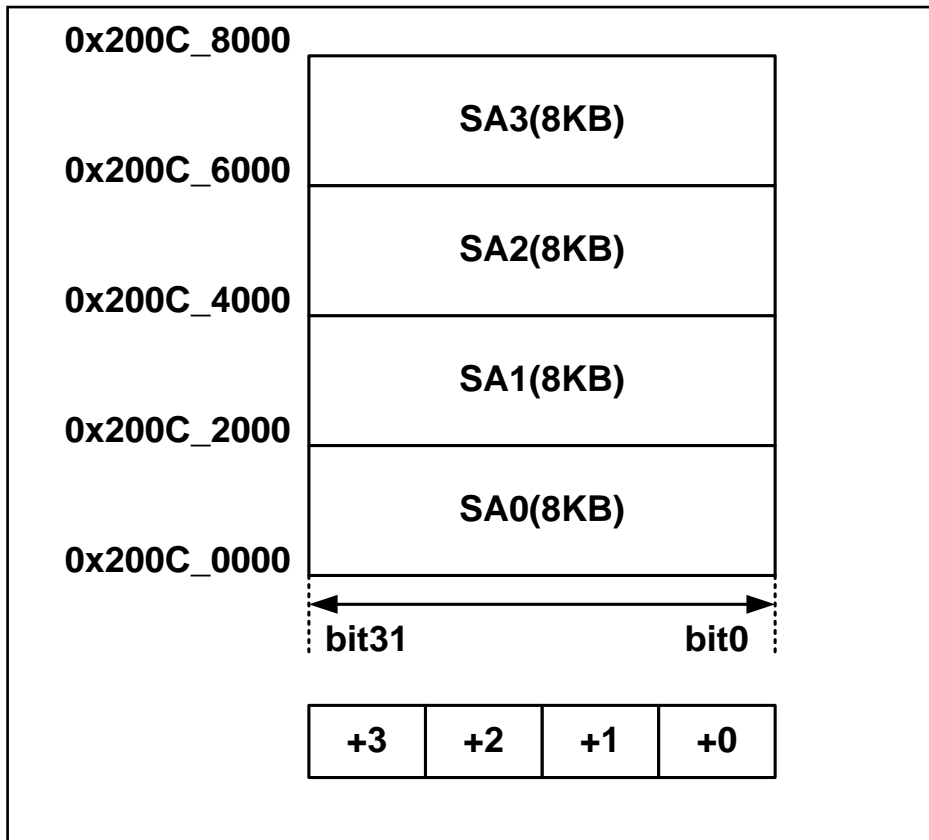 0x200C_8000
SA3(8KB)
0x200C_6000
SA2(8KB)
0x200C_4000
SA1(8KB)
0x200C_2000
SA0(8KB)
0x200C_0000
bit31 bit0
+3 +2 +1 +0